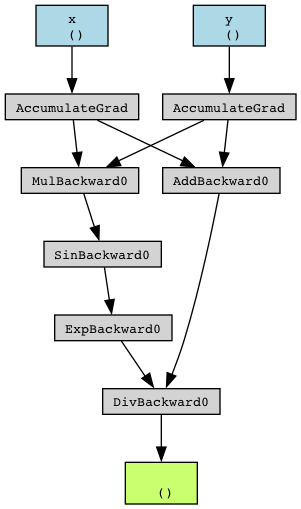 x
()
y
()
AccumulateGrad
AccumulateGrad
MulBackward0
AddBackward0
SinBackward0
ExpBackward0
DivBackward0
()